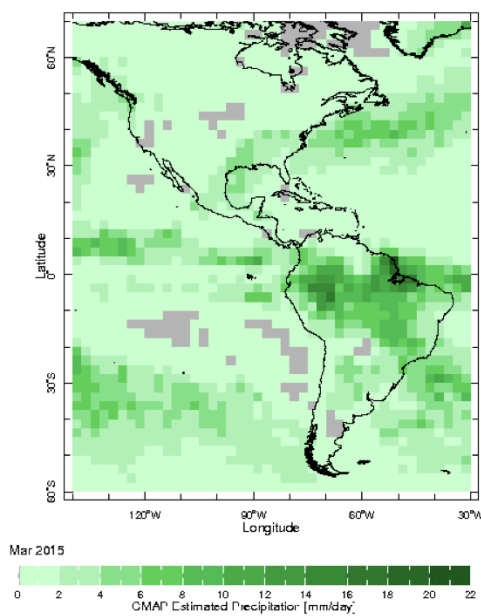 60°N
30°N
0°
30°S
60°S
Latitude
120°W
90°W
60°W
30°W
Longitude
Mar 2015
0 2 4 6 8 10 12 14 16 18 20 22
CMAP Estimated Precipitation [mm/day]